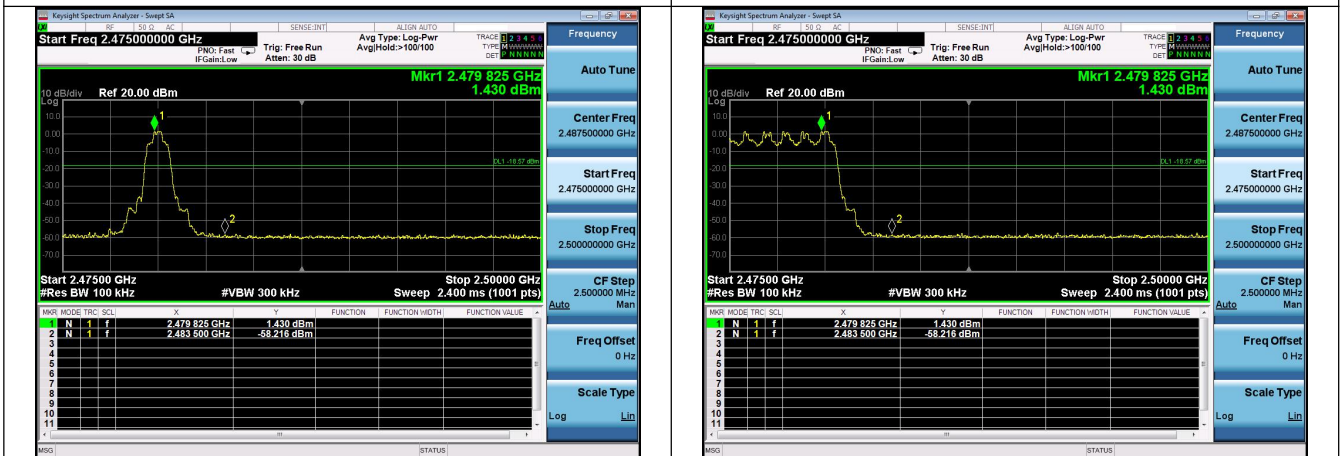 Keysight Spectrum Analyzer - Swept SA
RF 50 Ω AC SENSE:INT ALIGN AUTO
Start Freq 2.475000000 GHz
PNO: Fast
IFGain:Low
Trig: Free Run
Atten: 30 dB
Avg Type: Log-Pwr
Avg|Hold:>100/100
TRACE 1 2 3 4 5 6
TYPE M WWWWW
DET P N N N N N
Frequency
Auto Tune
Mkr1 2.479 825 GHz
1.430 dBm
10 dB/div Ref 20.00 dBm
Log
10.0
0.00
-10.0
-20.0
-30.0
-40.0
-50.0
-60.0
-70.0
1
2
DL1 -18.57 dBm
Center Freq
2.487500000 GHz
Start Freq
2.475000000 GHz
Stop Freq
2.500000000 GHz
Start 2.47500 GHz Stop 2.50000 GHz
#Res BW 100 kHz #VBW 300 kHz Sweep 2.400 ms (1001 pts)
CF Step
2.500000 MHz
Auto Man
MKR MODE TRC SCL X Y FUNCTION FUNCTION WIDTH FUNCTION VALUE
1 N 1 f 2.479 825 GHz 1.430 dBm
2 N 1 f 2.483 500 GHz -58.216 dBm
3
4
5
6
7
8
9
10
11
Freq Offset
0 Hz
Scale Type
Log Lin
MSG STATUS
Keysight Spectrum Analyzer - Swept SA
RF 50 Ω AC SENSE:INT ALIGN AUTO
Start Freq 2.475000000 GHz
PNO: Fast
IFGain:Low
Trig: Free Run
Atten: 30 dB
Avg Type: Log-Pwr
Avg|Hold:>100/100
TRACE 1 2 3 4 5 6
TYPE M WWWWW
DET P N N N N N
Frequency
Auto Tune
Mkr1 2.479 825 GHz
1.430 dBm
10 dB/div Ref 20.00 dBm
Log
10.0
0.00
-10.0
-20.0
-30.0
-40.0
-50.0
-60.0
-70.0
1
2
DL1 -18.57 dBm
Center Freq
2.487500000 GHz
Start Freq
2.475000000 GHz
Stop Freq
2.500000000 GHz
Start 2.47500 GHz Stop 2.50000 GHz
#Res BW 100 kHz #VBW 300 kHz Sweep 2.400 ms (1001 pts)
CF Step
2.500000 MHz
Auto Man
MKR MODE TRC SCL X Y FUNCTION FUNCTION WIDTH FUNCTION VALUE
1 N 1 f 2.479 825 GHz 1.430 dBm
2 N 1 f 2.483 500 GHz -58.216 dBm
3
4
5
6
7
8
9
10
11
Freq Offset
0 Hz
Scale Type
Log Lin
MSG STATUS